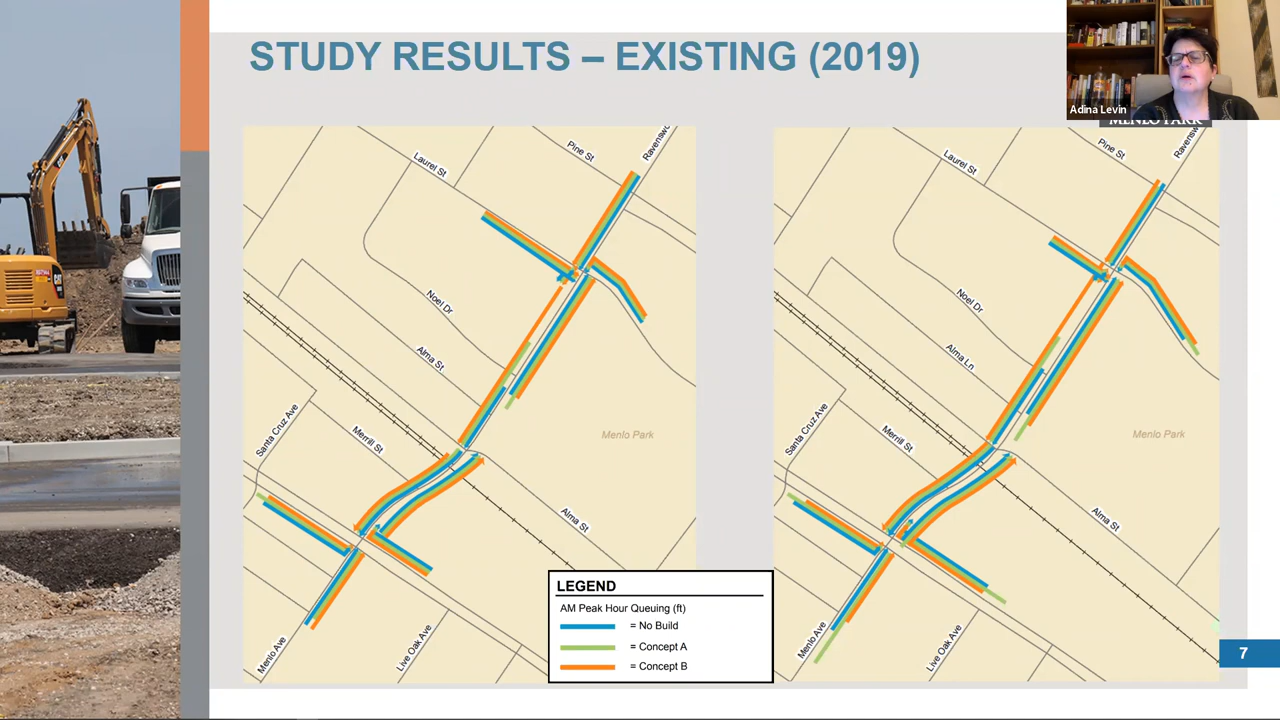 STUDY RESULTS – EXISTING (2019)
Adina Levin
MENLO PARK
Laurel St
Pine St
Ravensw
Noel Dr
Alma St
Santa Cruz Ave
Merrill St
Menlo Park
Alma St
Menlo Ave
Live Oak Ave
Laurel St
Pine St
Ravensw
Noel Dr
Alma Ln
Santa Cruz Ave
Merrill St
Menlo Park
Alma St
Menlo Ave
Live Oak Ave
LEGEND
AM Peak Hour Queuing (ft)
= No Build
= Concept A
= Concept B
7
CAT